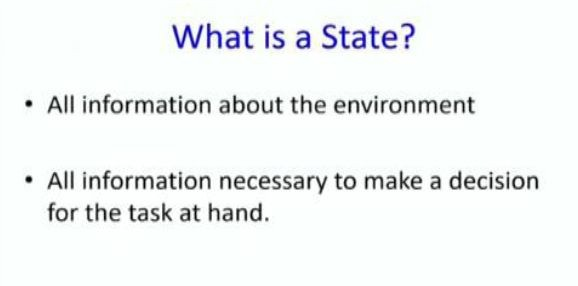 What is a State?
• All information about the environment
• All information necessary to make a decision
for the task at hand.